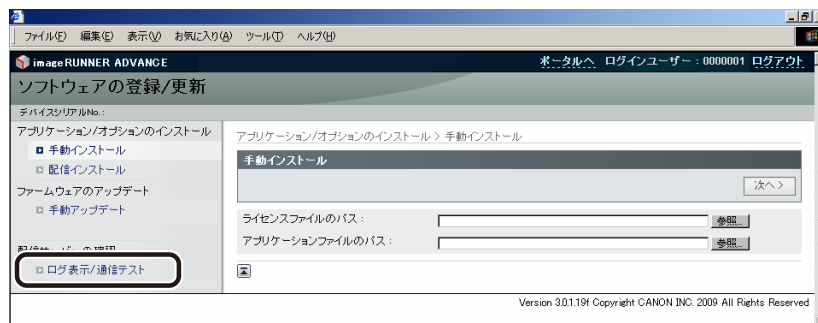 ファイル(F) 編集(E) 表示(V) お気に入り(A) ツール(T) ヘルプ(H)
imageRUNNER ADVANCE ポータルへ ログインユーザー : 0000001 ログアウト
ソフトウェアの登録/更新
デバイスシリアルNo. :
アプリケーション/オプションのインストール
手動インストール
配信インストール
ファームウェアのアップデート
手動アップデート
の確認
ログ表示/通信テスト
アプリケーション/オプションのインストール > 手動インストール
手動インストール
次へ >
ライセンスファイルのパス : 参照...
アプリケーションファイルのパス : 参照...
Version 3.0.1.19f Copyright CANON INC. 2009 All Rights Reserved